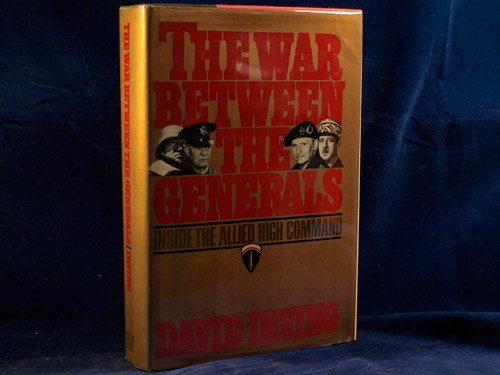 THE WAR BETWEEN THE GENERALS / IRVING
THE WAR
BETWEEN
THE
GENERALS
INSIDE THE ALLIED HIGH COMMAND
DAVID IRVING